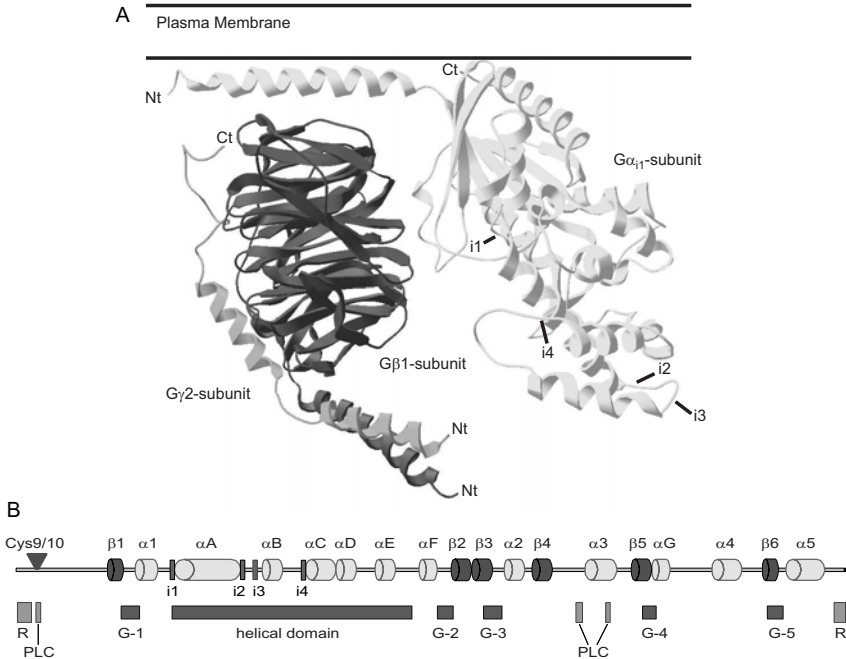 A
Plasma Membrane
Nt
Ct
Ct
Gαi1-subunit
i1
i4
i2
i3
Gβ1-subunit
Gγ2-subunit
Nt
Nt
B
Cys9/10 β1 α1 αA αB αC αD αE αF β2 β3 α2 β4 α3 β5 αG α4 β6 α5
i1 i2 i3 i4
R G-1 helical domain G-2 G-3 PLC G-4 G-5 R
PLC